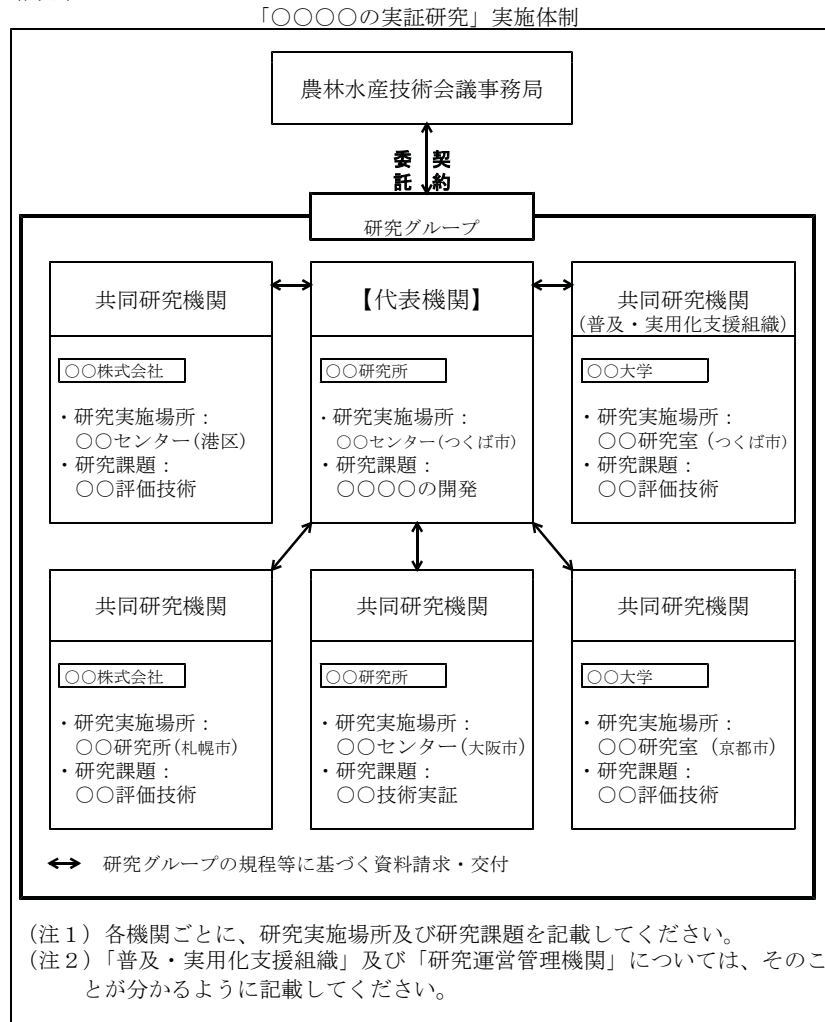 「○○○○の実証研究」実施体制
農林水産技術会議事務局
委託 契約
研究グループ
共同研究機関
○○株式会社
・研究実施場所：
○○センター(港区)
・研究課題：
○○評価技術
【代表機関】
○○研究所
・研究実施場所：
○○センター(つくば市)
・研究課題：
○○○○の開発
共同研究機関
(普及・実用化支援組織)
○○大学
・研究実施場所：
○○研究室 (つくば市)
・研究課題：
○○評価技術
共同研究機関
○○株式会社
・研究実施場所：
○○研究所(札幌市)
・研究課題：
○○評価技術
共同研究機関
○○研究所
・研究実施場所：
○○センター(大阪市)
・研究課題：
○○技術実証
共同研究機関
○○大学
・研究実施場所：
○○研究室 (京都市)
・研究課題：
○○評価技術
研究グループの規程等に基づく資料請求・交付
(注１) 各機関ごとに、研究実施場所及び研究課題を記載してください。
(注２)「普及・実用化支援組織」及び「研究運営管理機関」については、そのこ
とが分かるように記載してください。